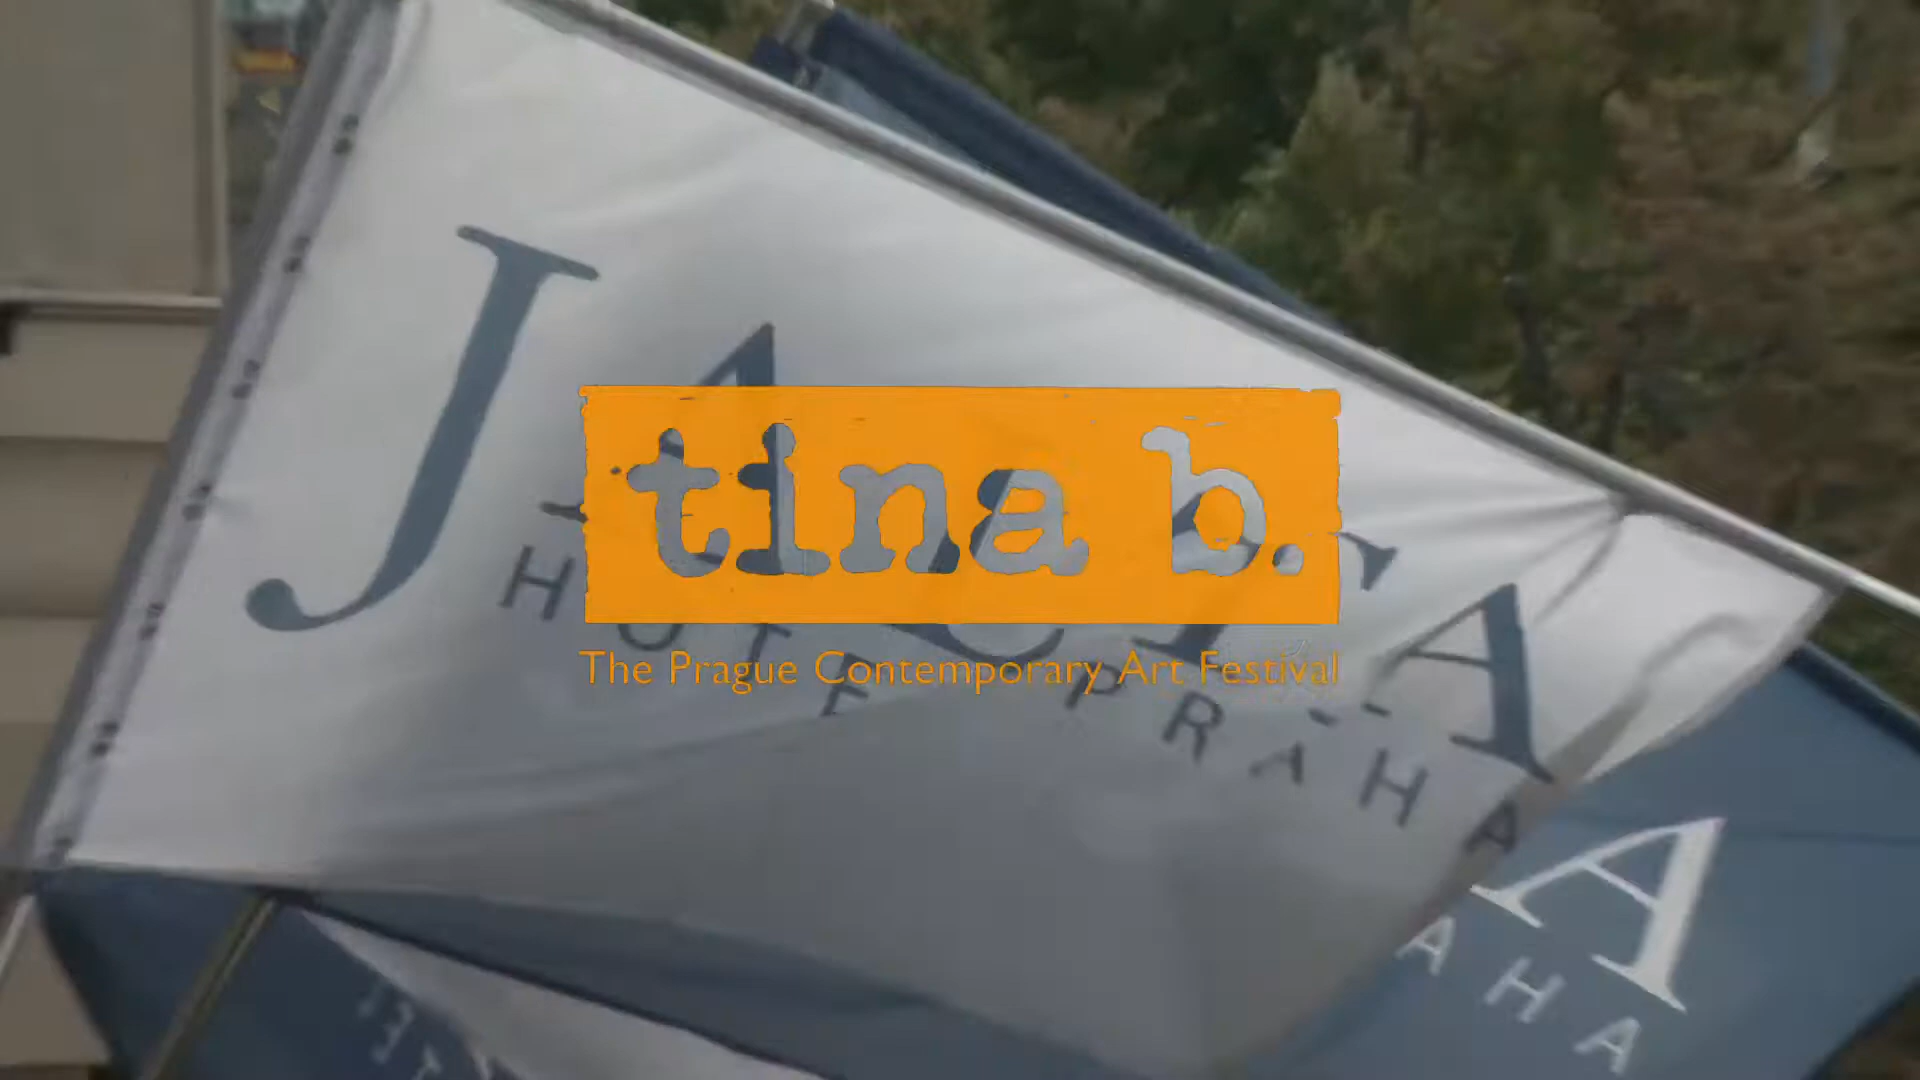 tina b.
The Prague Contemporary Art Festival
J A
HOTEL PRAHA
A
AHA